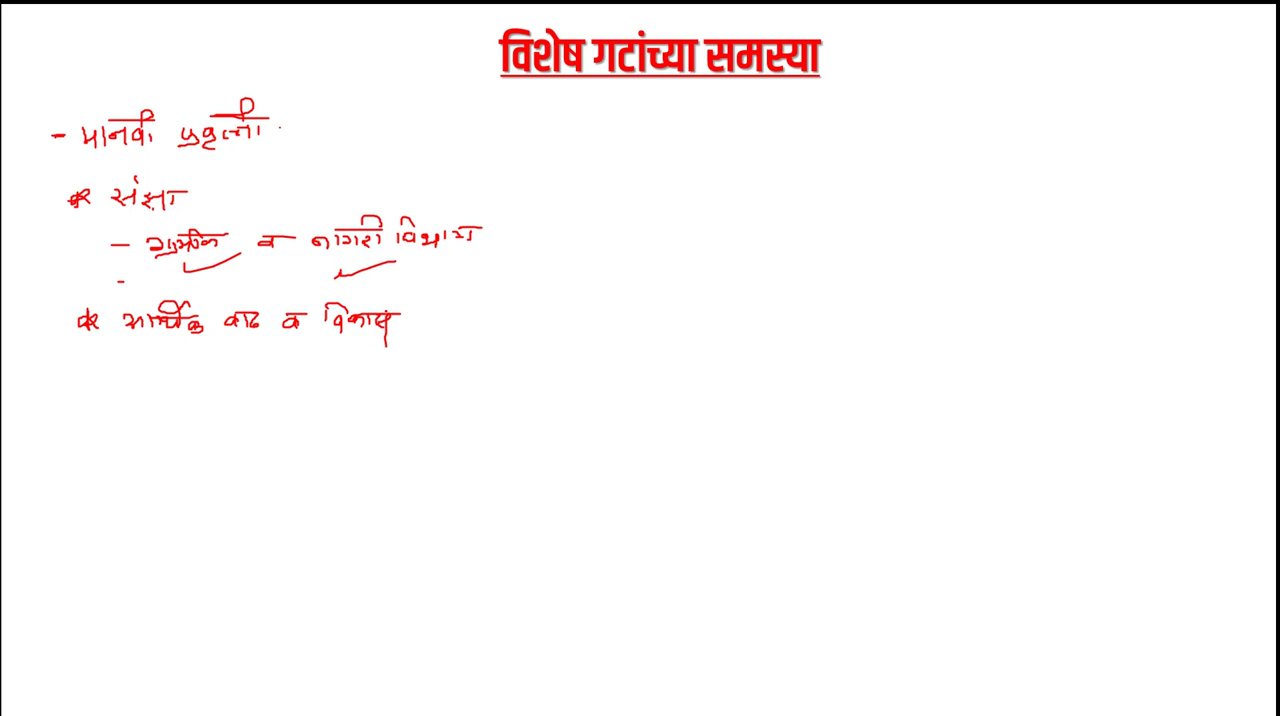 विशेष गटांच्या समस्या
- मानवी प्रवृत्ती
* संज्ञा
- ग्रामीण व नागरी विभाग
-
* आर्थिक वाढ व विकास